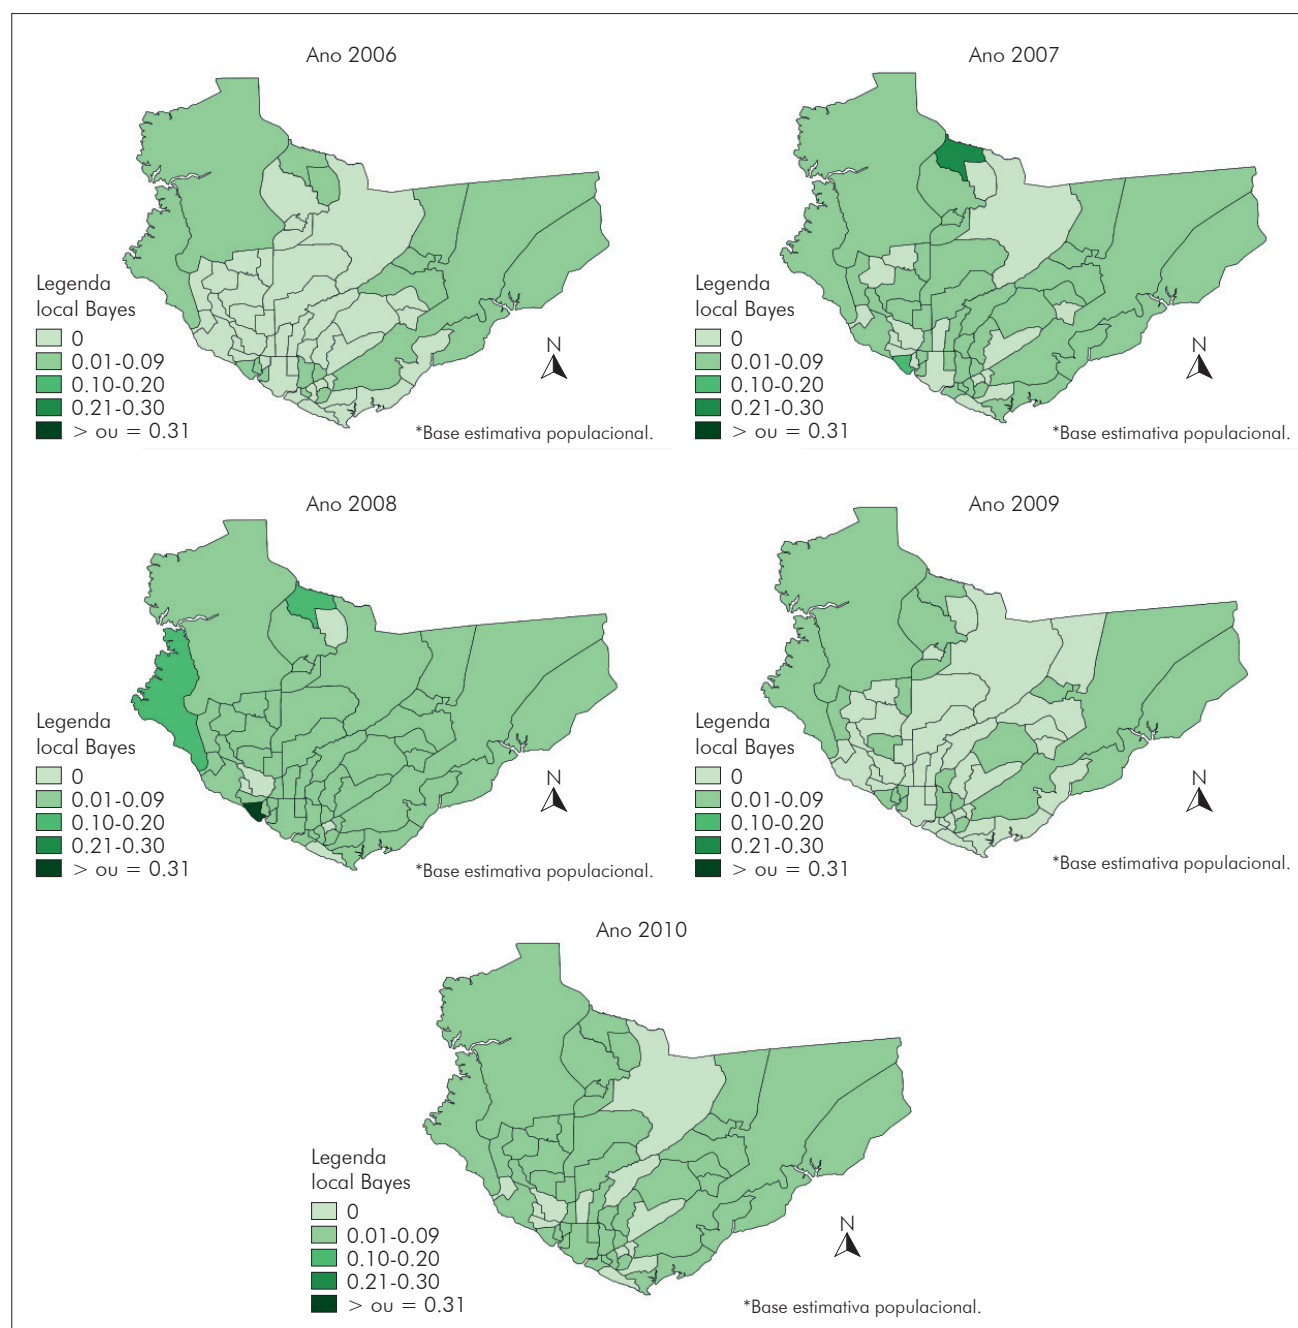 Ano 2006
Legenda
local Bayes
0
0.01-0.09
0.10-0.20
0.21-0.30
> ou = 0.31
N
*Base estimativa populacional.
Ano 2007
Legenda
local Bayes
0
0.01-0.09
0.10-0.20
0.21-0.30
> ou = 0.31
N
*Base estimativa populacional.
Ano 2008
Legenda
local Bayes
0
0.01-0.09
0.10-0.20
0.21-0.30
> ou = 0.31
N
*Base estimativa populacional.
Ano 2009
Legenda
local Bayes
0
0.01-0.09
0.10-0.20
0.21-0.30
> ou = 0.31
N
*Base estimativa populacional.
Ano 2010
Legenda
local Bayes
0
0.01-0.09
0.10-0.20
0.21-0.30
> ou = 0.31
N
*Base estimativa populacional.